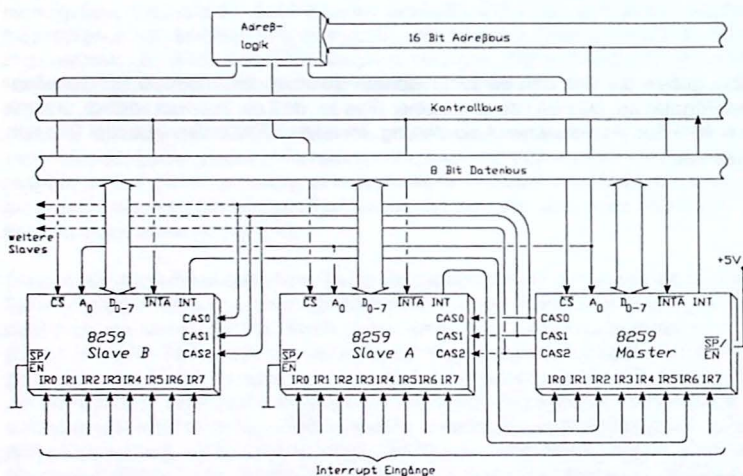 Adreß-
logik
16 Bit Adreßbus
Kontrollbus
8 Bit Datenbus
weitere
Slaves
+5V
CS A0 D0-7 INTA INT
CS A0 D0-7 INTA INT
CS A0 D0-7 INTA INT
8259
Slave B
CAS0
CAS1
CAS2
SP/
EN
IR0 IR1 IR2 IR3 IR4 IR5 IR6 IR7
8259
Slave A
CAS0
CAS1
CAS2
SP/
EN
IR0 IR1 IR2 IR3 IR4 IR5 IR6 IR7
CAS0
CAS1
CAS2
8259
Master
SP/
EN
IR0 IR1 IR2 IR3 IR4 IR5 IR6 IR7
Interrupt Eingänge